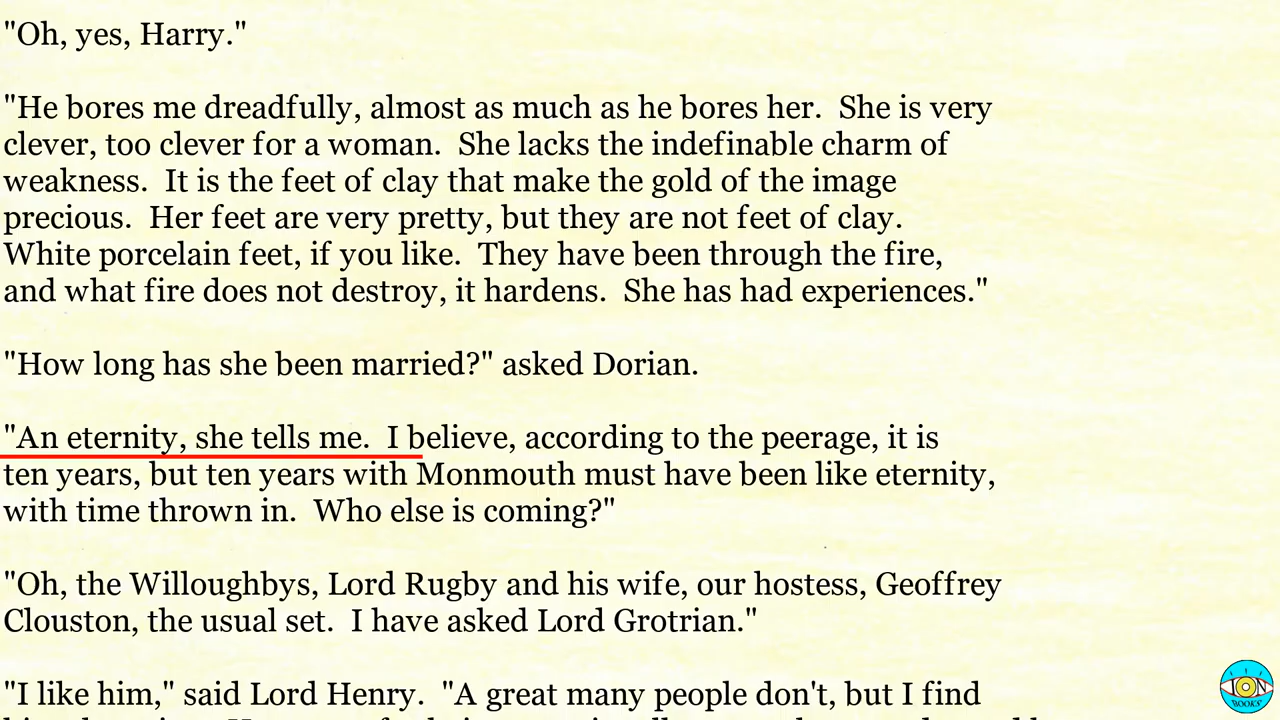 "Oh, yes, Harry."
"He bores me dreadfully, almost as much as he bores her.  She is very
clever, too clever for a woman.  She lacks the indefinable charm of
weakness.  It is the feet of clay that make the gold of the image
precious.  Her feet are very pretty, but they are not feet of clay.
White porcelain feet, if you like.  They have been through the fire,
and what fire does not destroy, it hardens.  She has had experiences."
"How long has she been married?" asked Dorian.
"An eternity, she tells me.  I believe, according to the peerage, it is
ten years, but ten years with Monmouth must have been like eternity,
with time thrown in.  Who else is coming?"
"Oh, the Willoughbys, Lord Rugby and his wife, our hostess, Geoffrey
Clouston, the usual set.  I have asked Lord Grotrian."
"I like him," said Lord Henry.  "A great many people don't, but I find
ION
BOOKS